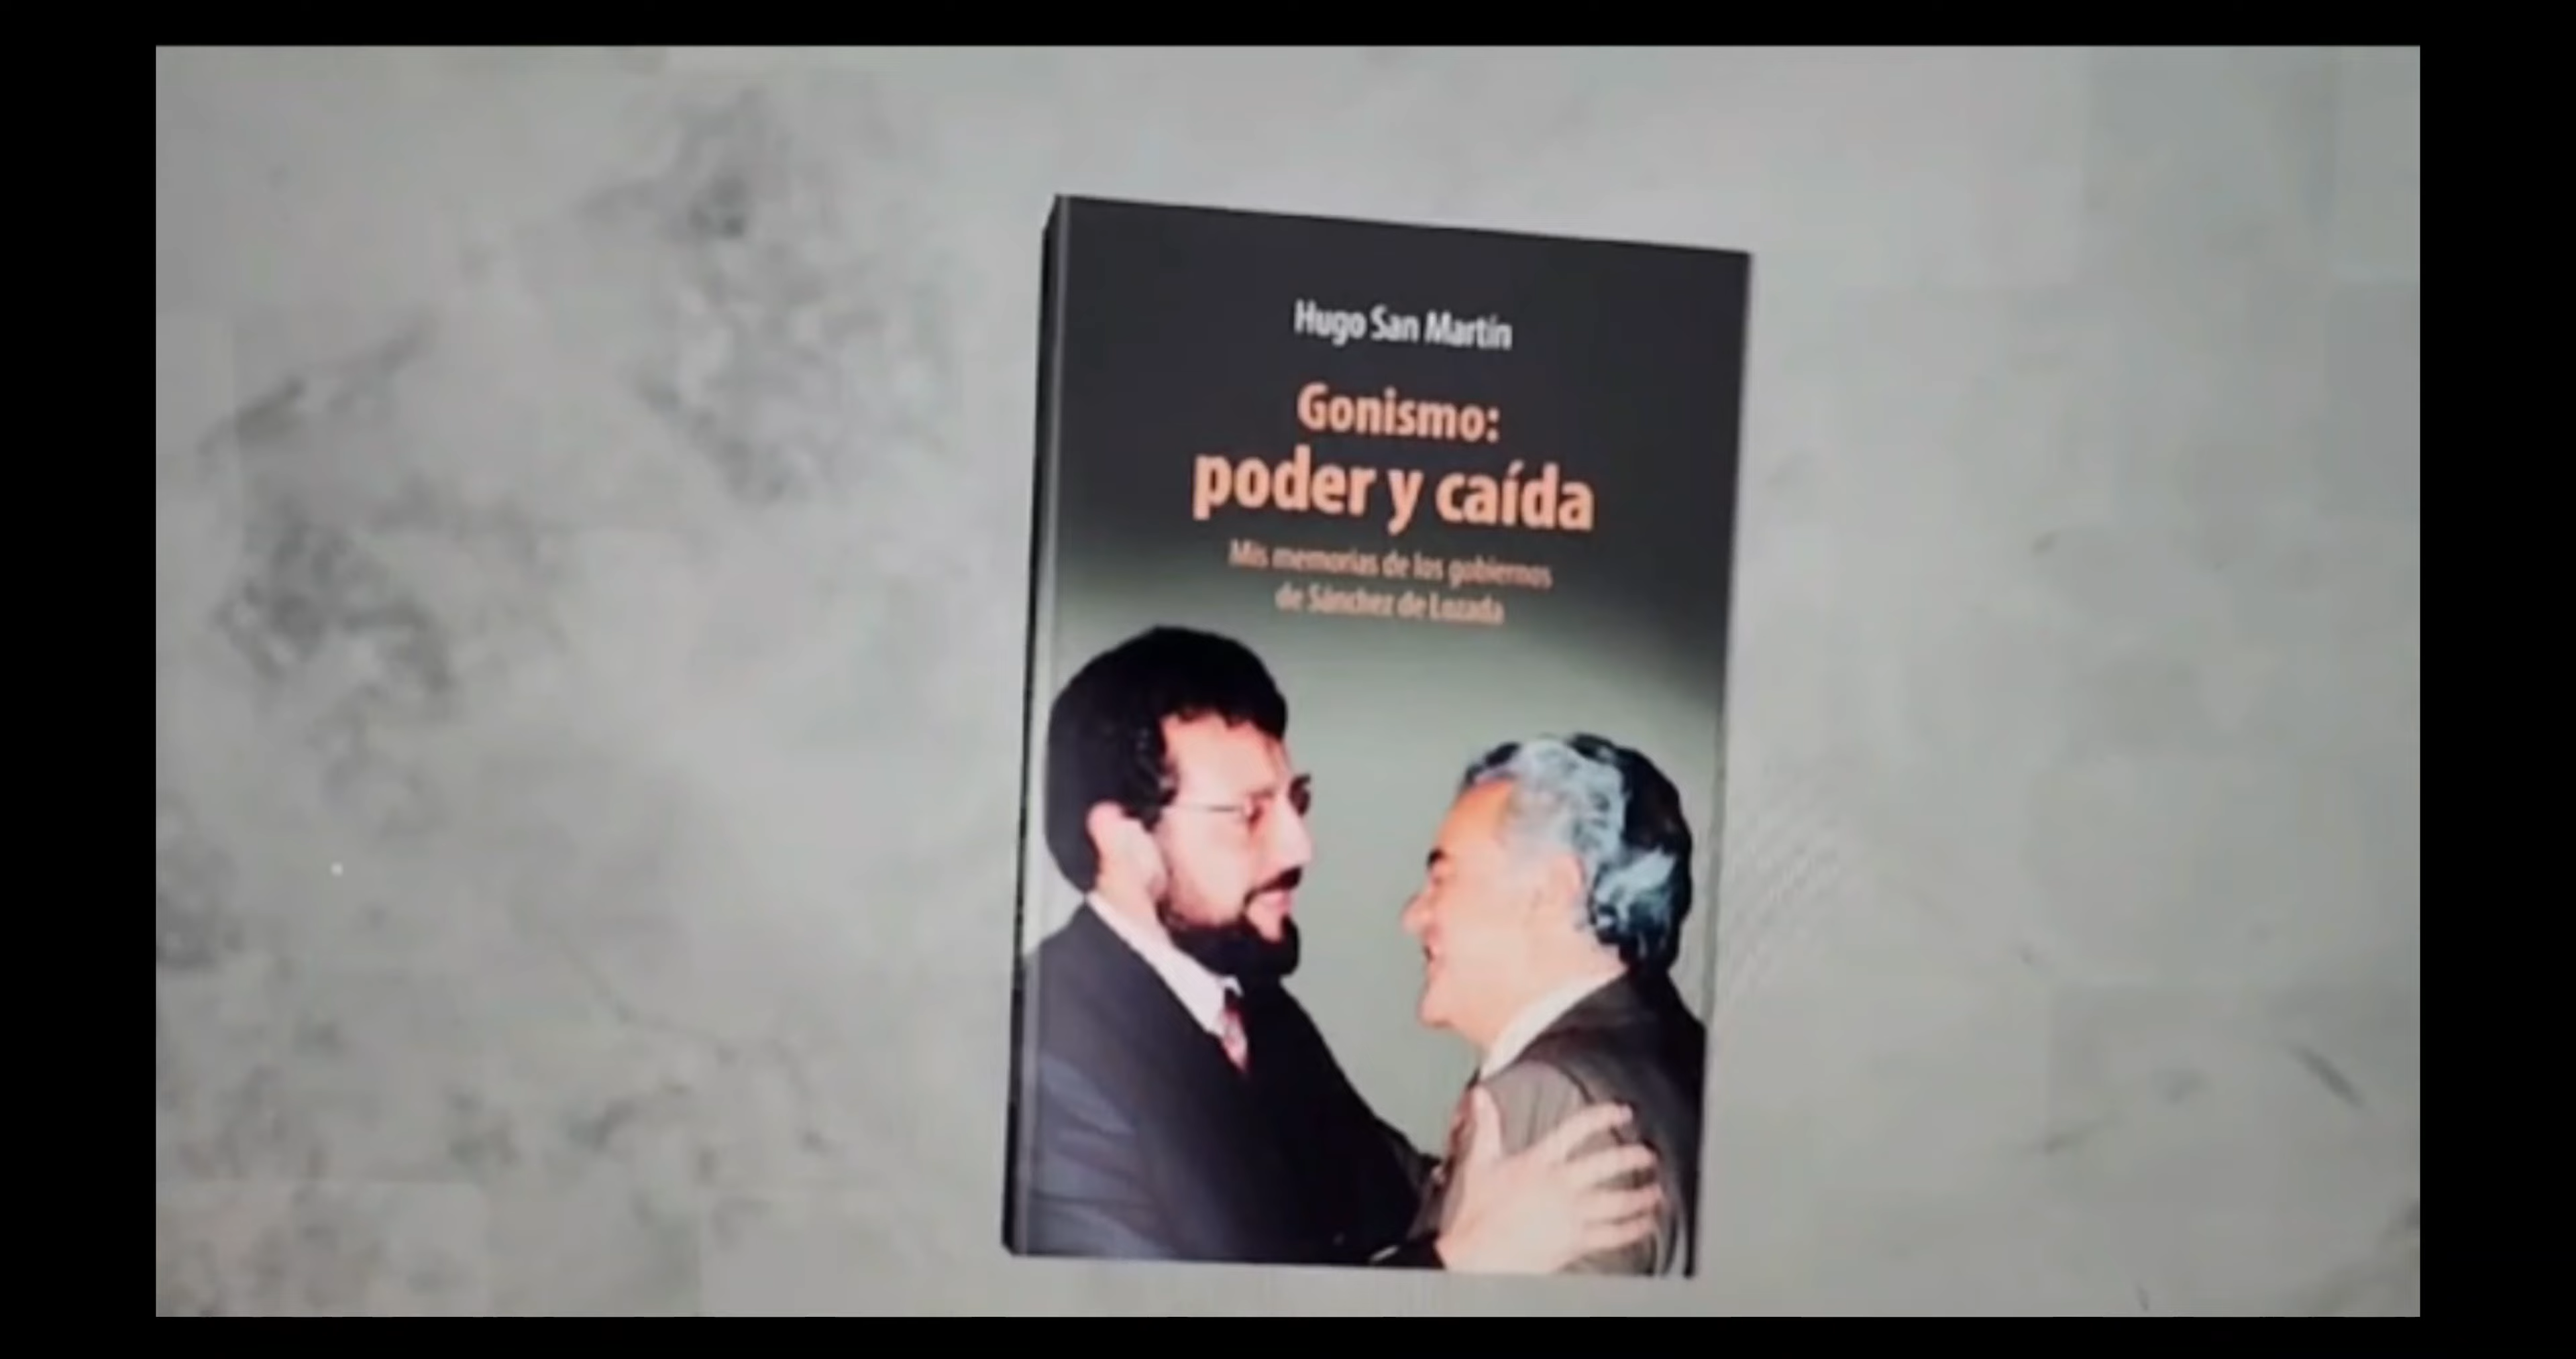 Hugo San Martín
Gonismo:
poder y caída
Mis memorias de los gobiernos
de Sánchez de Lozada